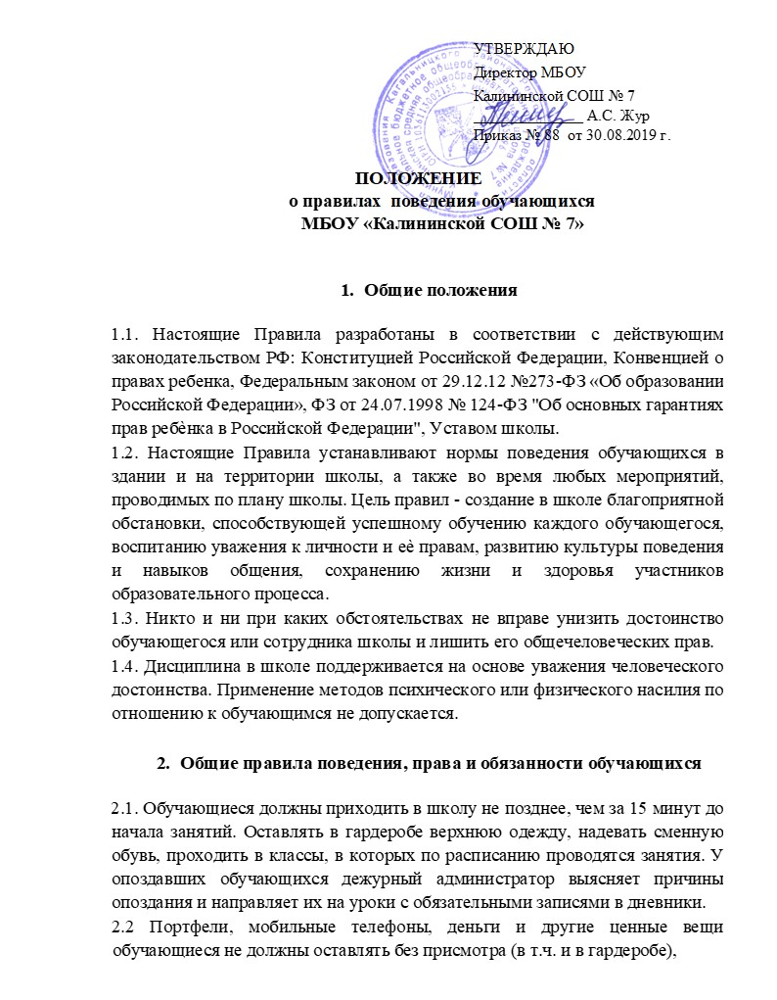 УТВЕРЖДАЮ
Директор МБОУ
Калининской СОШ № 7
А.С. Жур
Приказ № 88 от 30.08.2019 г.
ПОЛОЖЕНИЕ
о правилах поведения обучающихся
МБОУ «Калининской СОШ № 7»
1. Общие положения
1.1. Настоящие Правила разработаны в соответствии с действующим
законодательством РФ: Конституцией Российской Федерации, Конвенцией о
правах ребенка, Федеральным законом от 29.12.12 №273-ФЗ «Об образовании
Российской Федерации», ФЗ от 24.07.1998 № 124-ФЗ "Об основных гарантиях
прав ребѐнка в Российской Федерации", Уставом школы.
1.2. Настоящие Правила устанавливают нормы поведения обучающихся в
здании и на территории школы, а также во время любых мероприятий,
проводимых по плану школы. Цель правил - создание в школе благоприятной
обстановки, способствующей успешному обучению каждого обучающегося,
воспитанию уважения к личности и еѐ правам, развитию культуры поведения
и навыков общения, сохранению жизни и здоровья участников
образовательного процесса.
1.3. Никто и ни при каких обстоятельствах не вправе унизить достоинство
обучающегося или сотрудника школы и лишить его общечеловеческих прав.
1.4. Дисциплина в школе поддерживается на основе уважения человеческого
достоинства. Применение методов психического или физического насилия по
отношению к обучающимся не допускается.
2. Общие правила поведения, права и обязанности обучающихся
2.1. Обучающиеся должны приходить в школу не позднее, чем за 15 минут до
начала занятий. Оставлять в гардеробе верхнюю одежду, надевать сменную
обувь, проходить в классы, в которых по расписанию проводятся занятия. У
опоздавших обучающихся дежурный администратор выясняет причины
опоздания и направляет их на уроки с обязательными записями в дневники.
2.2 Портфели, мобильные телефоны, деньги и другие ценные вещи
обучающиеся не должны оставлять без присмотра (в т.ч. и в гардеробе),